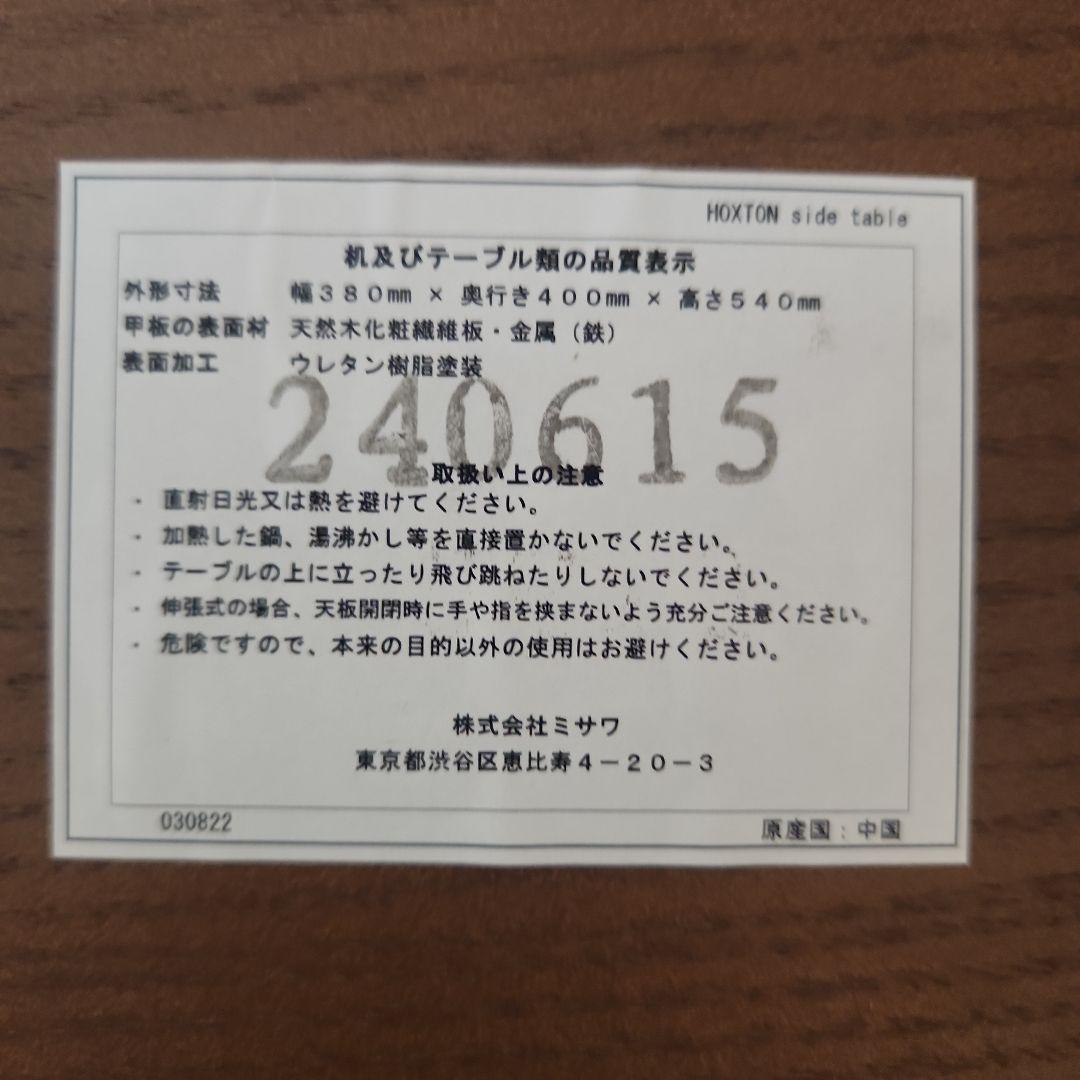 HOXTON side table
机及びテーブル類の品質表示
外形寸法 幅３８０㎜ × 奥行き４００㎜ × 高さ５４０㎜
甲板の表面材 天然木化粧繊維板・金属（鉄）
表面加工 ウレタン樹脂塗装
240615
取扱い上の注意
・ 直射日光又は熱を避けてください。
・ 加熱した鍋、湯沸かし等を直接置かないでください。
・ テーブルの上に立ったり飛び跳ねたりしないでください。
・ 伸張式の場合、天板開閉時に手や指を挟まないよう充分ご注意ください。
・ 危険ですので、本来の目的以外の使用はお避けください。
株式会社ミサワ
東京都渋谷区恵比寿４－２０－３
030822
原産国：中国